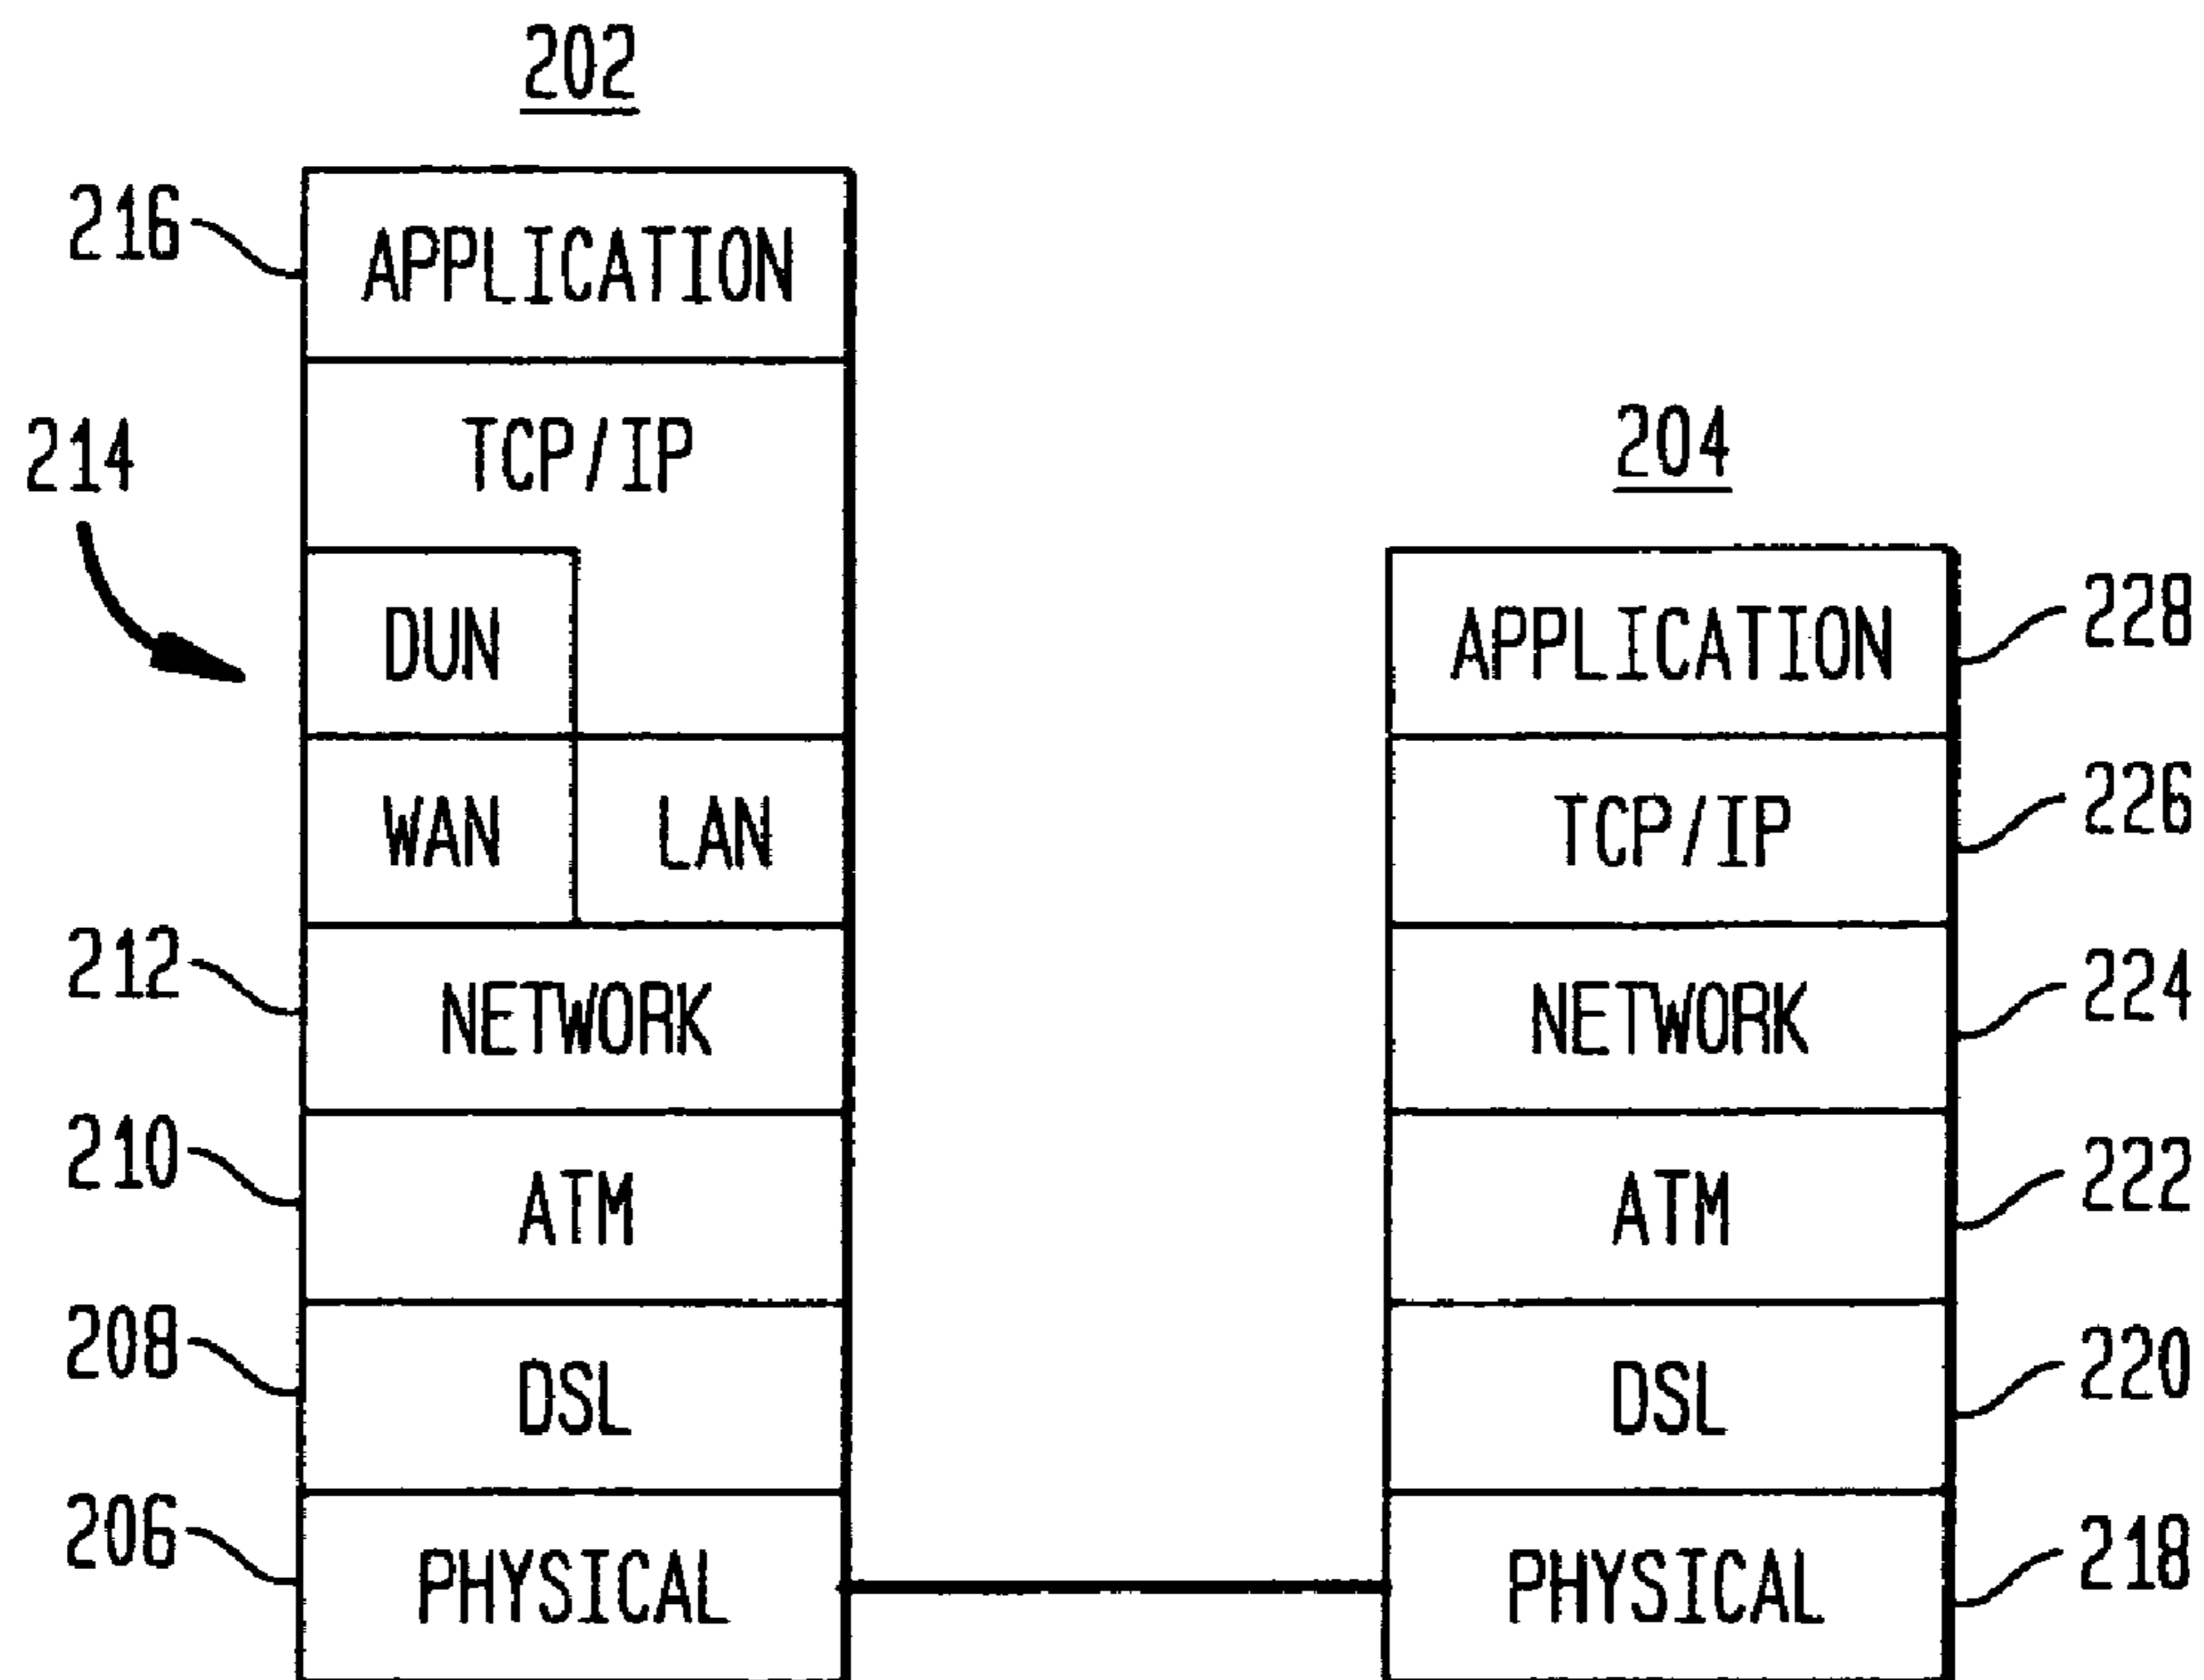 202
216
APPLICATION
TCP/IP
214
DUN
WAN
LAN
212
NETWORK
210
ATM
208
DSL
206
PHYSICAL
204
APPLICATION
228
TCP/IP
226
NETWORK
224
ATM
222
DSL
220
PHYSICAL
218